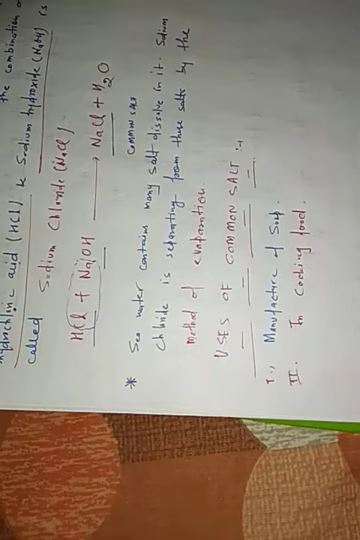 the combination o
hydrochloric acid (HCl) & Sodium hydroxide (NaOH) is
called Sodium Chloride (NaCl)
HCl + NaOH → NaCl + H2O
COMMON SALT
* Sea water contains many salt dissolve in it. Sodium
Chloride is separating from these salts by the
Method of evaporation.
USES OF COMMON SALT :-
I., Manufacture of Soap.
II. In Cooking food.